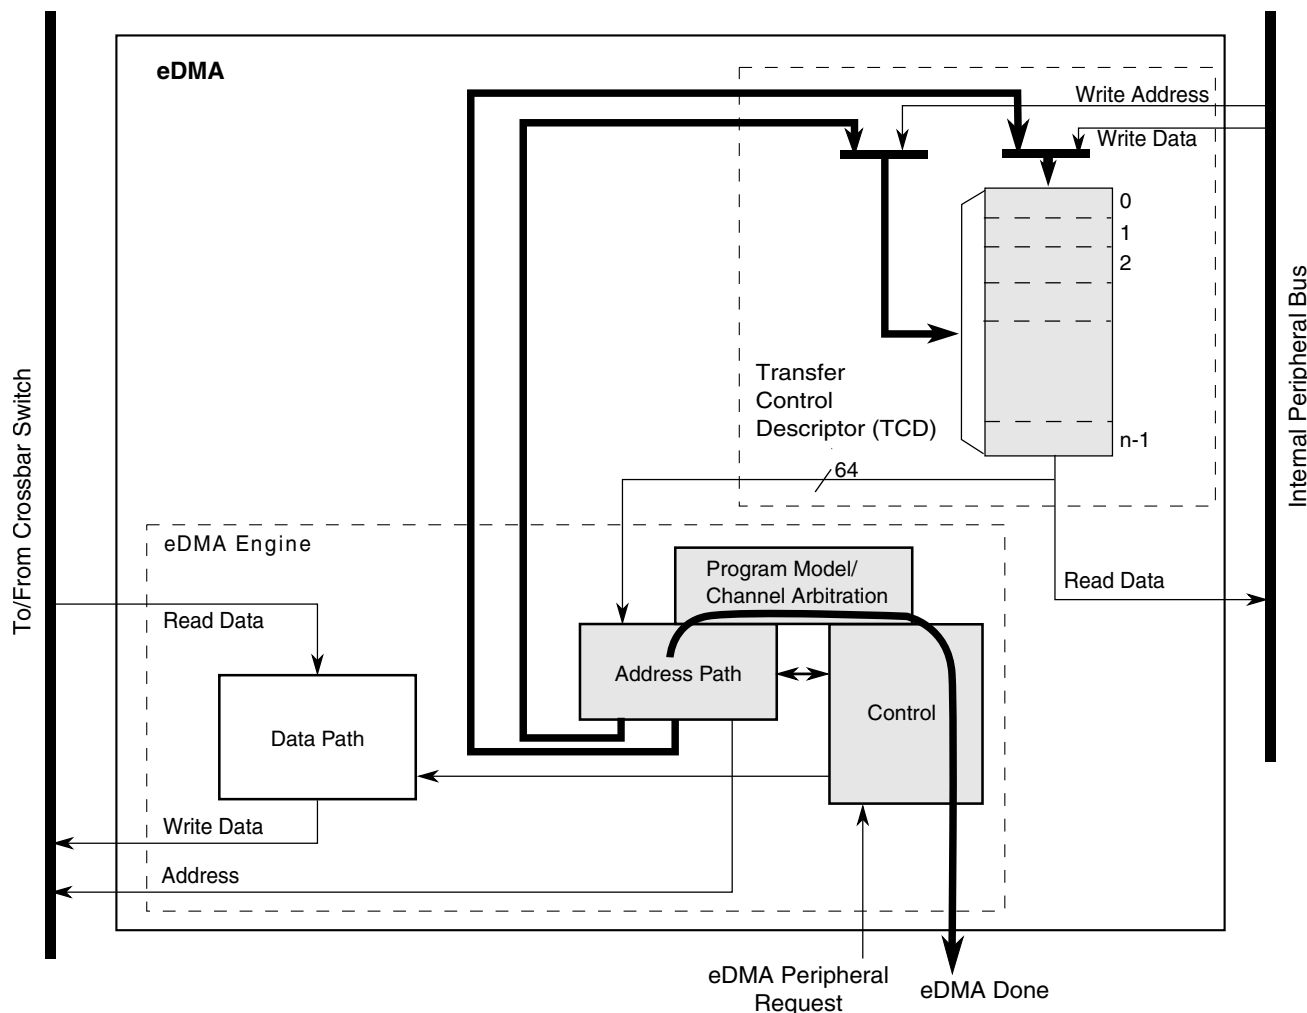 eDMA
Write Address
Write Data
0
1
2
n-1
Transfer
Control
Descriptor (TCD)
64
To/From Crossbar Switch
Internal Peripheral Bus
eDMA Engine
Program Model/
Channel Arbitration
Read Data
Read Data
Address Path
Control
Data Path
Write Data
Address
eDMA Peripheral
Request
eDMA Done